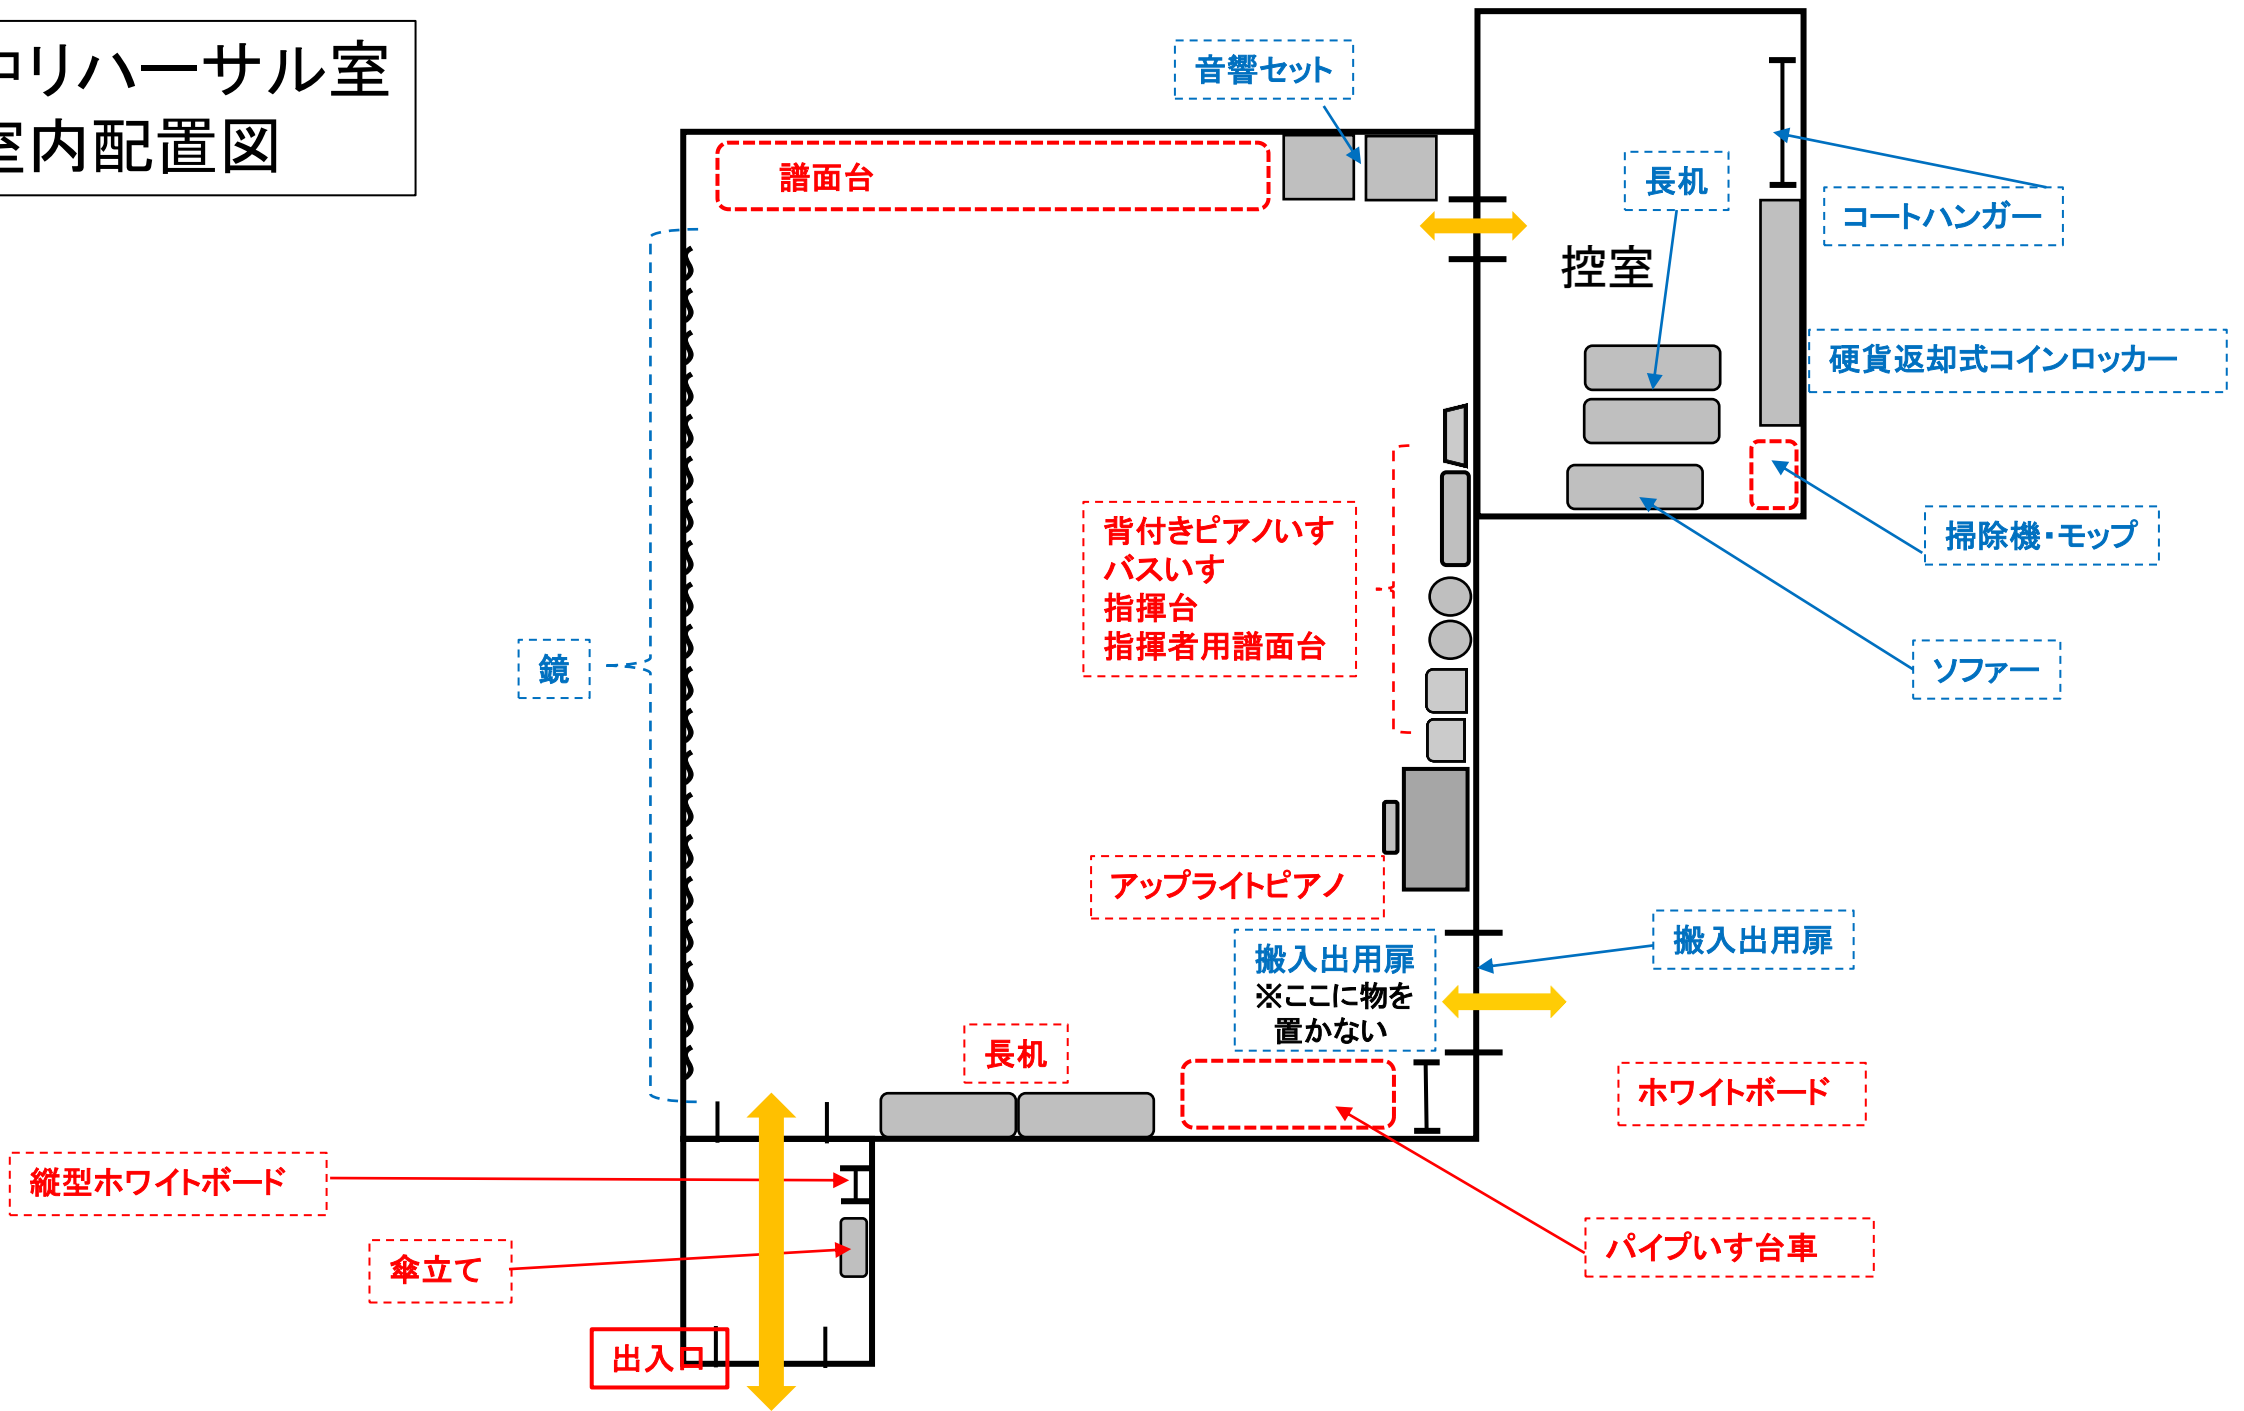 リハーサル室
室内配置図
音響セット
譜面台
長机
コートハンガー
控室
硬貨返却式コインロッカー
背付きピアノいす
バスいす
指揮台
指揮者用譜面台
掃除機・モップ
鏡
ソファー
アップライトピアノ
搬入出用扉
※ここに物を
置かない
搬入出用扉
長机
ホワイトボード
縦型ホワイトボード
パイプいす台車
傘立て
出入口